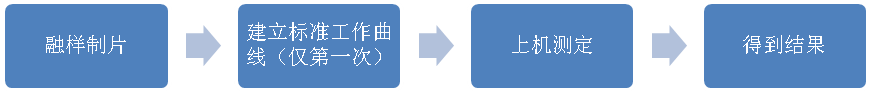 融样制片
建立标准工作曲
线（仅第一次）
上机测定
得到结果